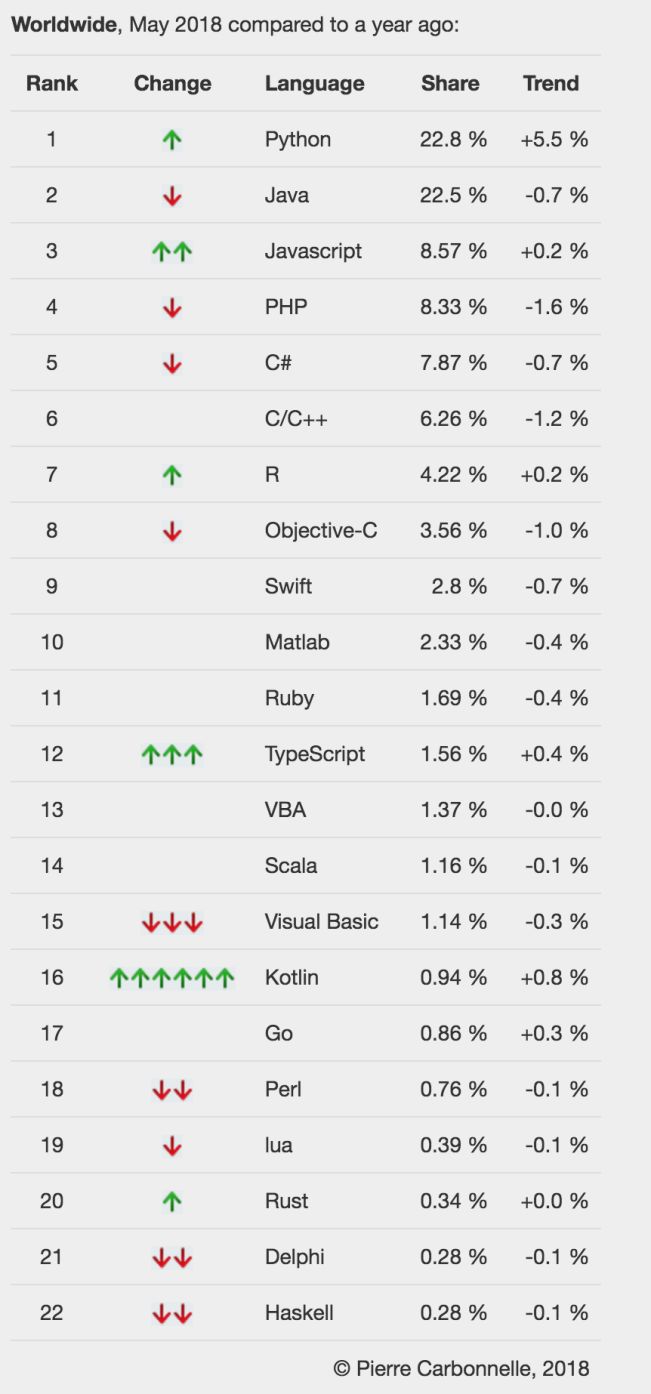 Worldwide, May 2018 compared to a year ago:
Rank Change Language Share Trend
1 ↑ Python 22.8 % +5.5 %
2 ↓ Java 22.5 % -0.7 %
3 ↑↑ Javascript 8.57 % +0.2 %
4 ↓ PHP 8.33 % -1.6 %
5 ↓ C# 7.87 % -0.7 %
6 C/C++ 6.26 % -1.2 %
7 ↑ R 4.22 % +0.2 %
8 ↓ Objective-C 3.56 % -1.0 %
9 Swift 2.8 % -0.7 %
10 Matlab 2.33 % -0.4 %
11 Ruby 1.69 % -0.4 %
12 ↑↑↑ TypeScript 1.56 % +0.4 %
13 VBA 1.37 % -0.0 %
14 Scala 1.16 % -0.1 %
15 ↓↓↓ Visual Basic 1.14 % -0.3 %
16 ↑↑↑↑↑↑ Kotlin 0.94 % +0.8 %
17 Go 0.86 % +0.3 %
18 ↓↓ Perl 0.76 % -0.1 %
19 ↓ lua 0.39 % -0.1 %
20 ↑ Rust 0.34 % +0.0 %
21 ↓↓ Delphi 0.28 % -0.1 %
22 ↓↓ Haskell 0.28 % -0.1 %
© Pierre Carbonnelle, 2018